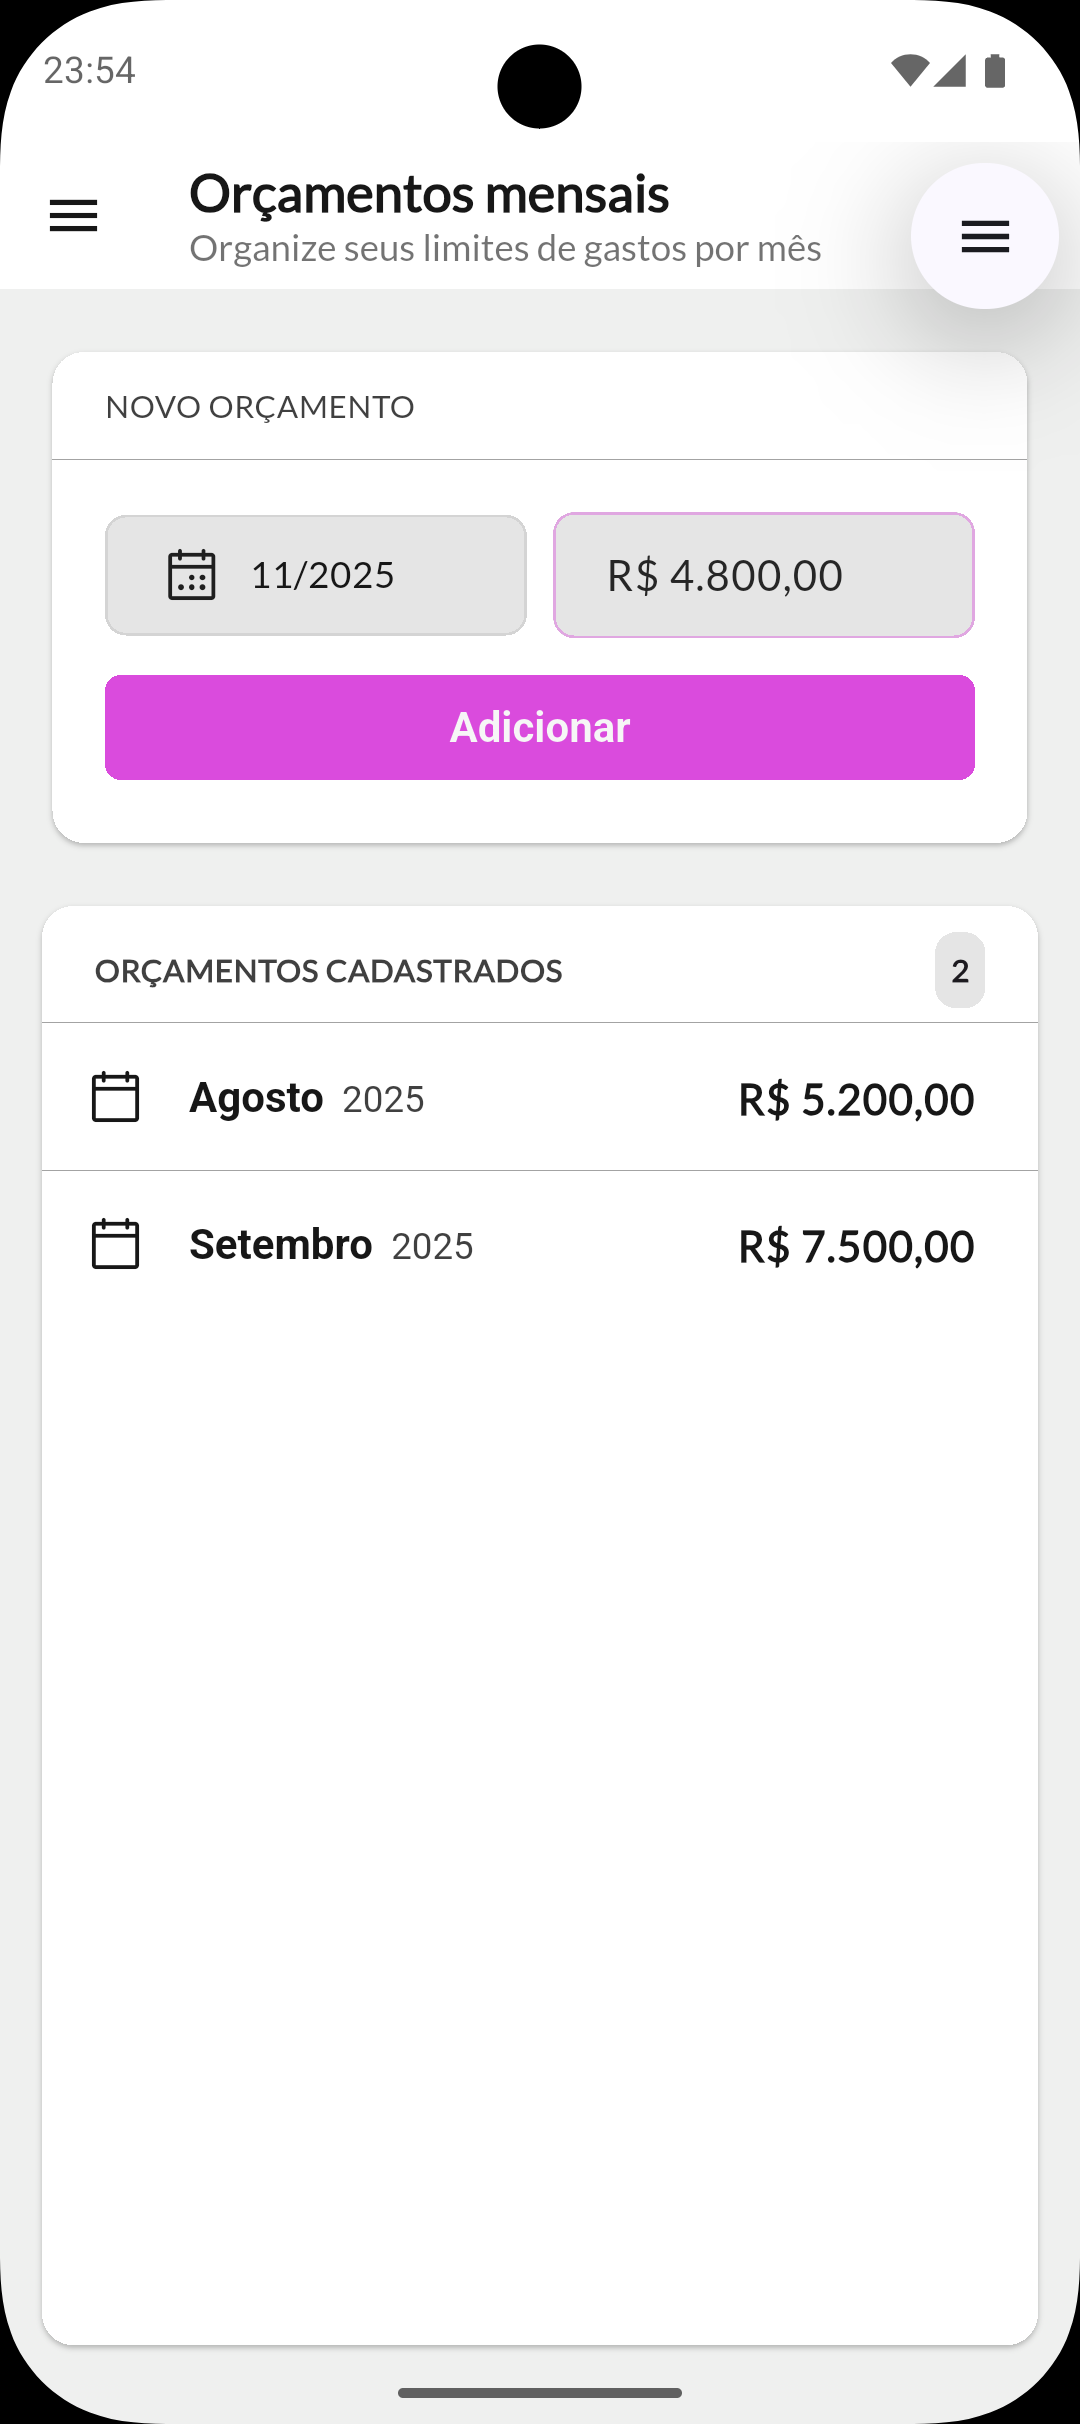 23:54
Orçamentos mensais
Organize seus limites de gastos por mês
NOVO ORÇAMENTO
11/2025 R$ 4.800,00
Adicionar
ORÇAMENTOS CADASTRADOS 2
Agosto 2025 R$ 5.200,00
Setembro 2025 R$ 7.500,00